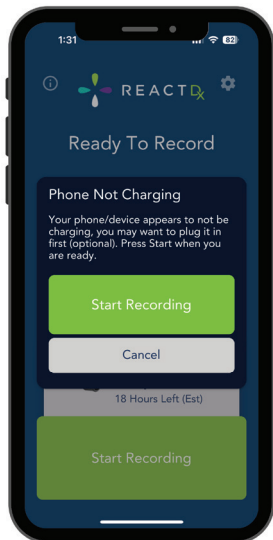 1:31
82
REACTDx
Ready To Record
Phone Not Charging
Your phone/device appears to not be
charging, you may want to plug it in
first (optional). Press Start when you
are ready.
Start Recording
Cancel
18 Hours Left (Est)
Start Recording